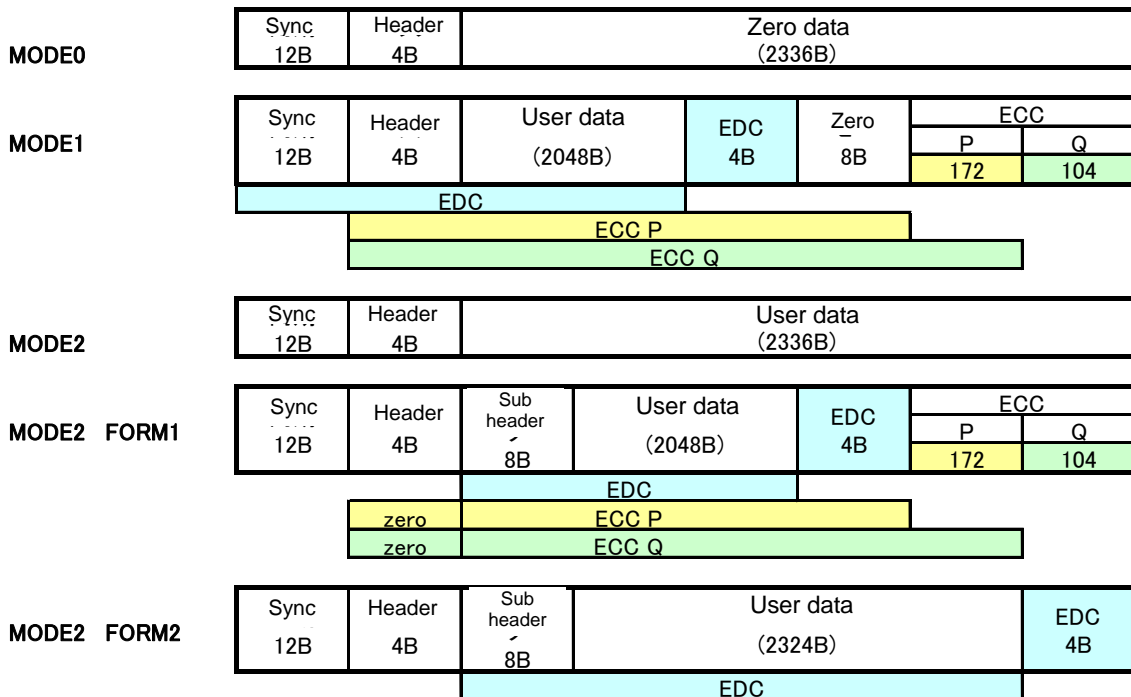 MODE0
Sync Header Zero data
12B 4B (2336B)
MODE1
Sync Header User data EDC Zero ECC
P Q
12B 4B (2048B) 4B 8B 172 104
EDC
ECC P
ECC Q
MODE2
Sync Header User data
12B 4B (2336B)
MODE2 FORM1
Sync Header Sub header User data EDC ECC
P Q
12B 4B 8B (2048B) 4B 172 104
EDC
zero ECC P
zero ECC Q
MODE2 FORM2
Sync Header Sub header User data EDC
12B 4B 8B (2324B) 4B
EDC